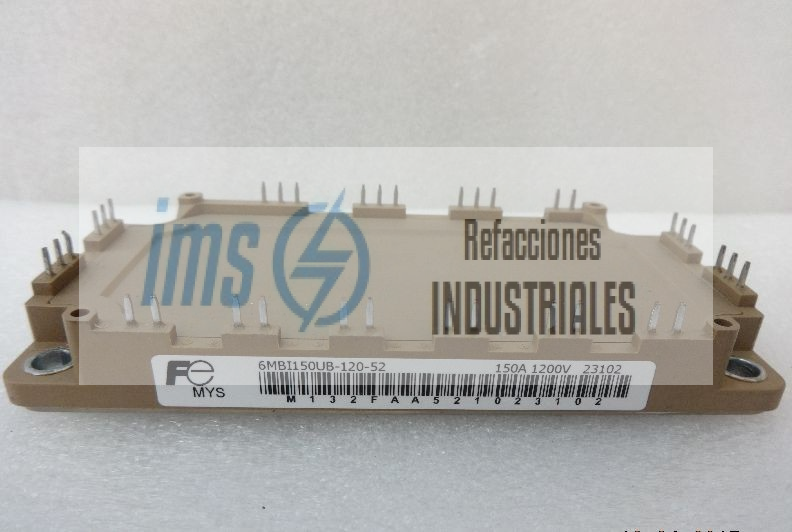 ims
Refacciones
INDUSTRIALES
Fe
6MBI150UB-120-52 150A 1200V 23102
MYS
M132FAA521023102